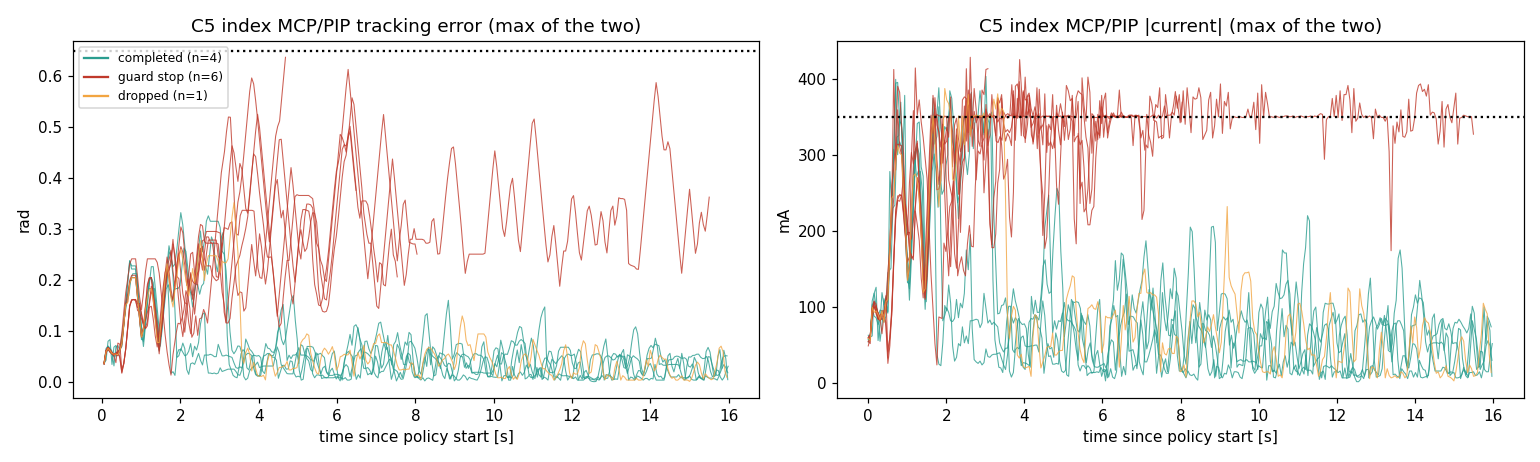 C5 index MCP/PIP tracking error (max of the two)
rad
0.6
0.5
0.4
0.3
0.2
0.1
0.0
completed (n=4)
guard stop (n=6)
dropped (n=1)
0 2 4 6 8 10 12 14 16
time since policy start [s]
C5 index MCP/PIP |current| (max of the two)
mA
400
300
200
100
0
0 2 4 6 8 10 12 14 16
time since policy start [s]